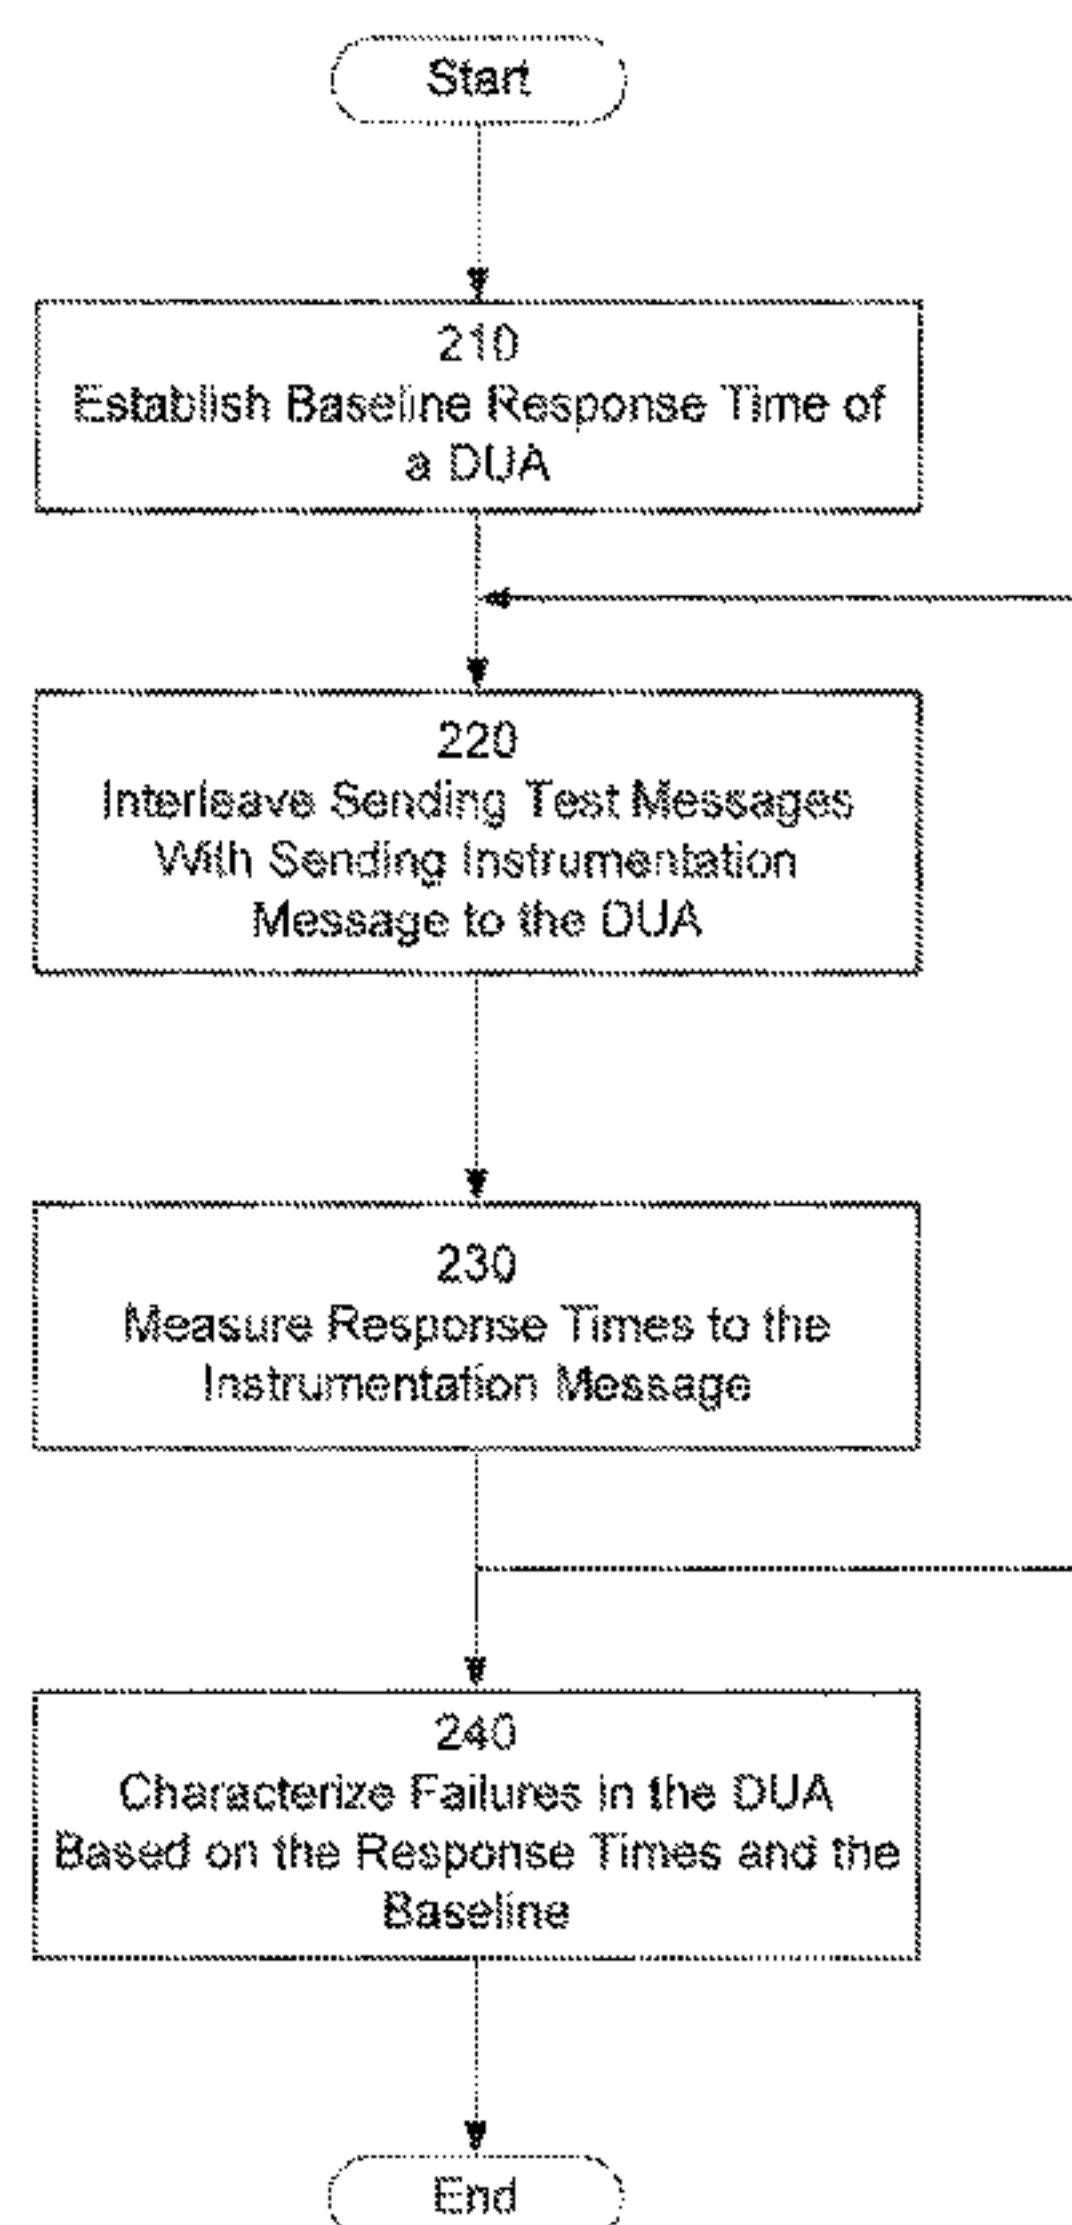 Start
210
Establish Baseline Response Time of
a DUA
220
Interleave Sending Test Messages
With Sending Instrumentation
Message to the DUA
230
Measure Response Times to the
Instrumentation Message
240
Characterize Failures in the DUA
Based on the Response Times and the
Baseline
End